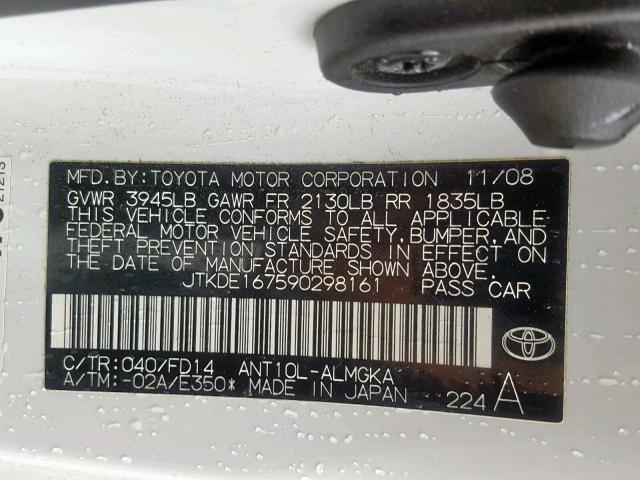 MFD. BY: TOYOTA MOTOR CORPORATION 11/08
GVWR 3945LB GAWR FR 2130LB RR 1835LB
THIS VEHICLE CONFORMS TO ALL APPLICABLE
FEDERAL MOTOR VEHICLE SAFETY, BUMPER, AND
THEFT PREVENTION STANDARDS IN EFFECT ON
THE DATE OF MANUFACTURE SHOWN ABOVE.
JTKDE167590298161 PASS CAR
C/TR: 040/FD14 ANT10L-ALMGKA
A/TM: -02A/E350* MADE IN JAPAN
224 A
21213